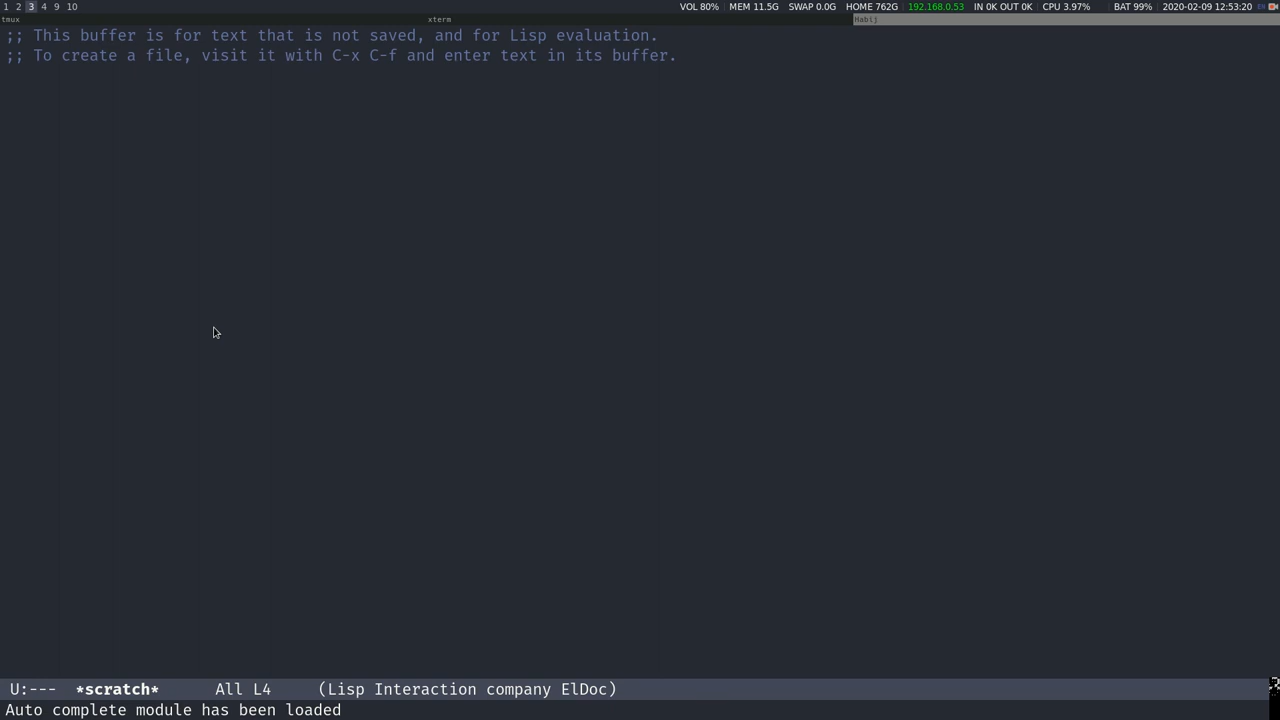 1 2 3 4 9 10 VOL 80% MEM 11.5G SWAP 0.0G HOME 762G 192.168.0.53 IN 0K OUT 0K CPU 3.97% BAT 99% 2020-02-09 12:53:20 EN
tmux xterm Hablj
;; This buffer is for text that is not saved, and for Lisp evaluation.
;; To create a file, visit it with C-x C-f and enter text in its buffer.
U:--- *scratch* All L4 (Lisp Interaction company ElDoc)
Auto complete module has been loaded